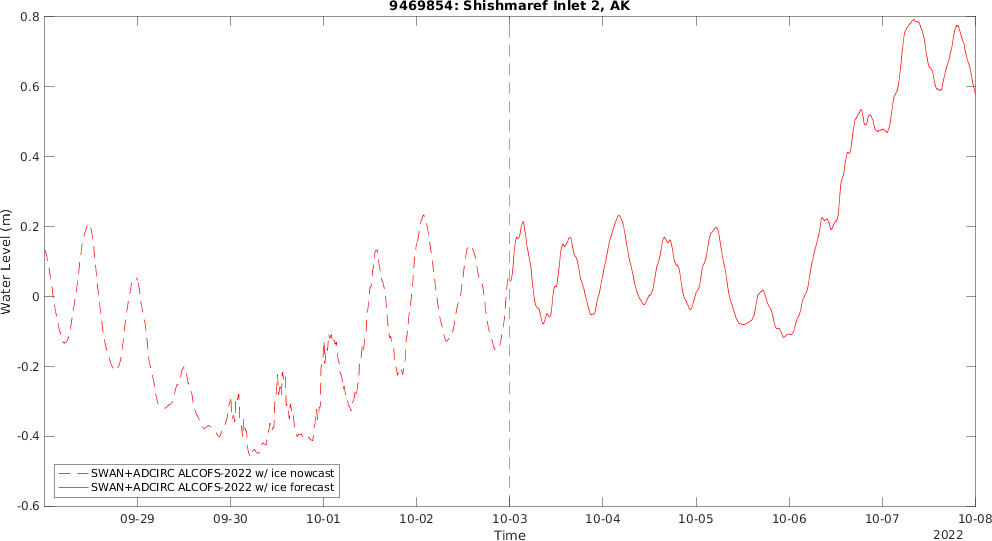 9469854: Shishmaref Inlet 2, AK
Water Level (m)
0.8
0.6
0.4
0.2
0
-0.2
-0.4
-0.6
SWAN+ADCIRC ALCOFS-2022 w/ ice nowcast
SWAN+ADCIRC ALCOFS-2022 w/ ice forecast
09-29 09-30 10-01 10-02 10-03 10-04 10-05 10-06 10-07 10-08
Time
2022